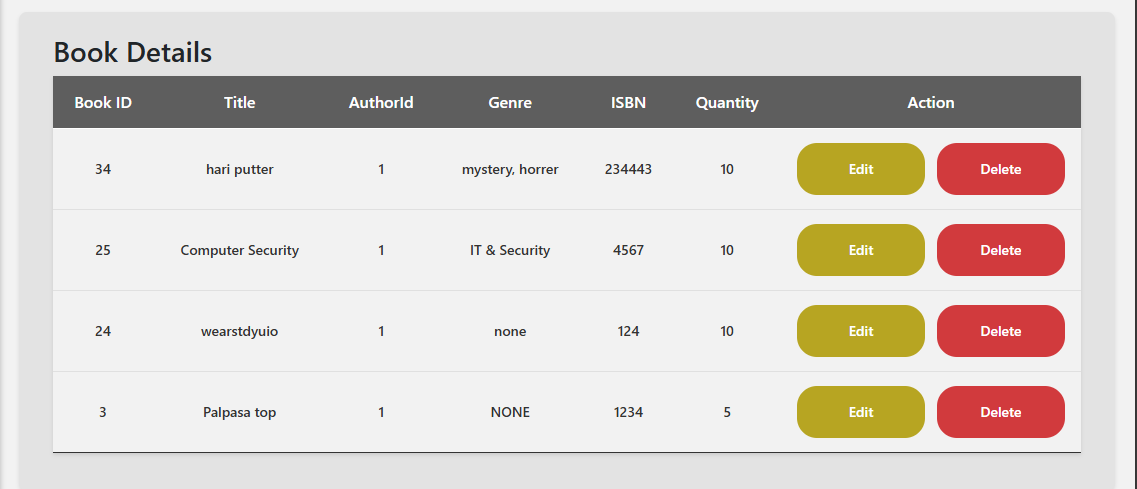 Book Details
Book ID Title AuthorId Genre ISBN Quantity Action
34 hari putter 1 mystery, horrer 234443 10 Edit Delete
25 Computer Security 1 IT & Security 4567 10 Edit Delete
24 wearstdyuio 1 none 124 10 Edit Delete
3 Palpasa top 1 NONE 1234 5 Edit Delete